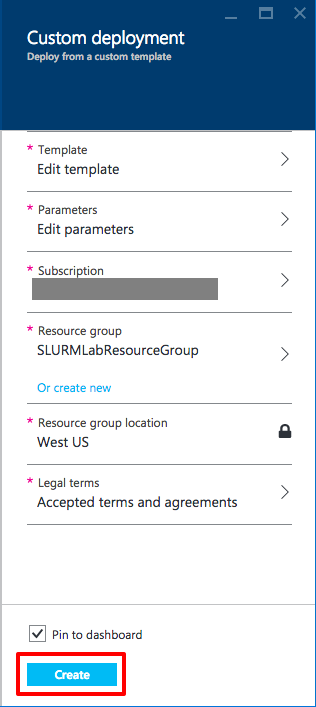 Custom deployment
Deploy from a custom template
* Template
Edit template
* Parameters
Edit parameters
* Subscription
* Resource group
SLURMLabResourceGroup
Or create new
* Resource group location
West US
* Legal terms
Accepted terms and agreements
Pin to dashboard
Create